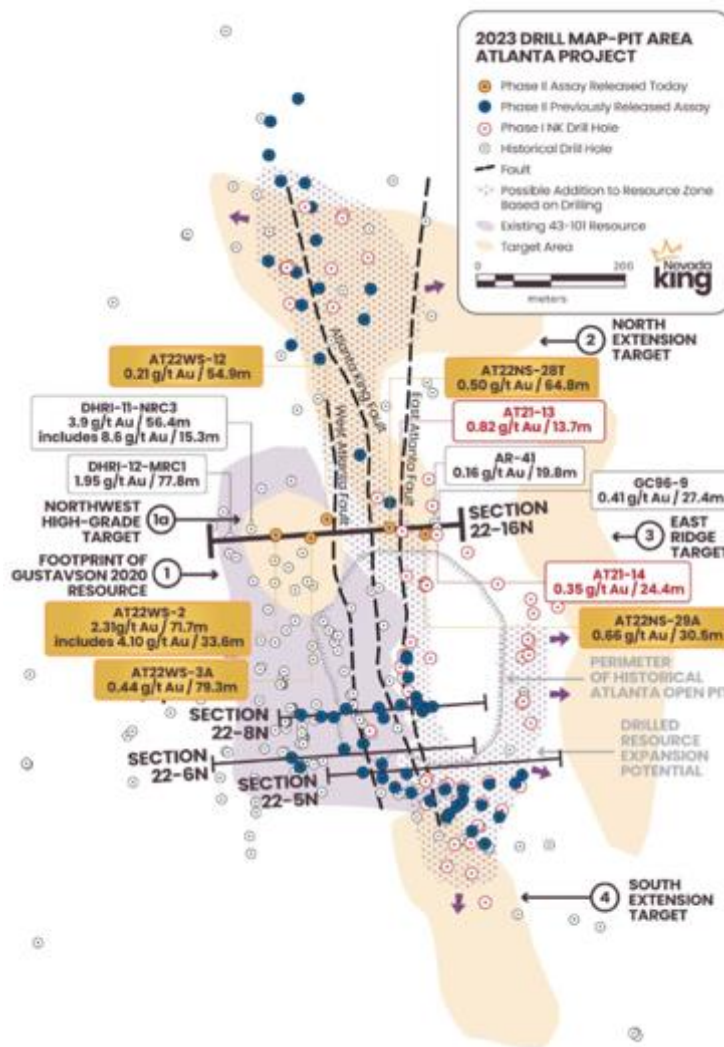 2023 DRILL MAP-PIT AREA
ATLANTA PROJECT
Phase II Assay Released Today
Phase II Previously Released Assay
Phase I NK Drill Hole
Historical Drill Hole
Fault
Possible Addition to Resource Zone
Based on Drilling
Existing 43-101 Resource
Target Area
0 200
meters
Nevada
King
2 NORTH
EXTENSION
TARGET
AT22WS-12
0.21 g/t Au / 54.9m
DHRI-11-NRC3
3.9 g/t Au / 56.4m
includes 8.6 g/t Au / 15.3m
DHRI-12-MRC1
1.95 g/t Au / 77.8m
Atlanta King Fault
West Atlanta Fault
East Atlanta Fault
AT22NS-28T
0.50 g/t Au / 64.8m
AT21-13
0.82 g/t Au / 13.7m
AR-41
0.16 g/t Au / 19.8m
GC96-9
0.41 g/t Au / 27.4m
NORTHWEST
HIGH-GRADE
TARGET
1a
SECTION
22-16N
3 EAST
RIDGE
TARGET
FOOTPRINT OF
GUSTAVSON 2020
RESOURCE
1
AT21-14
0.35 g/t Au / 24.4m
AT22WS-2
2.31g/t Au / 71.7m
includes 4.10 g/t Au / 33.6m
AT22NS-29A
0.66 g/t Au / 30.5m
AT22WS-3A
0.44 g/t Au / 79.3m
PERIMETER
OF HISTORICAL
ATLANTA OPEN PIT
SECTION
22-8N
DRILLED
RESOURCE
EXPANSION
POTENTIAL
SECTION
22-6N
SECTION
22-5N
4 SOUTH
EXTENSION
TARGET